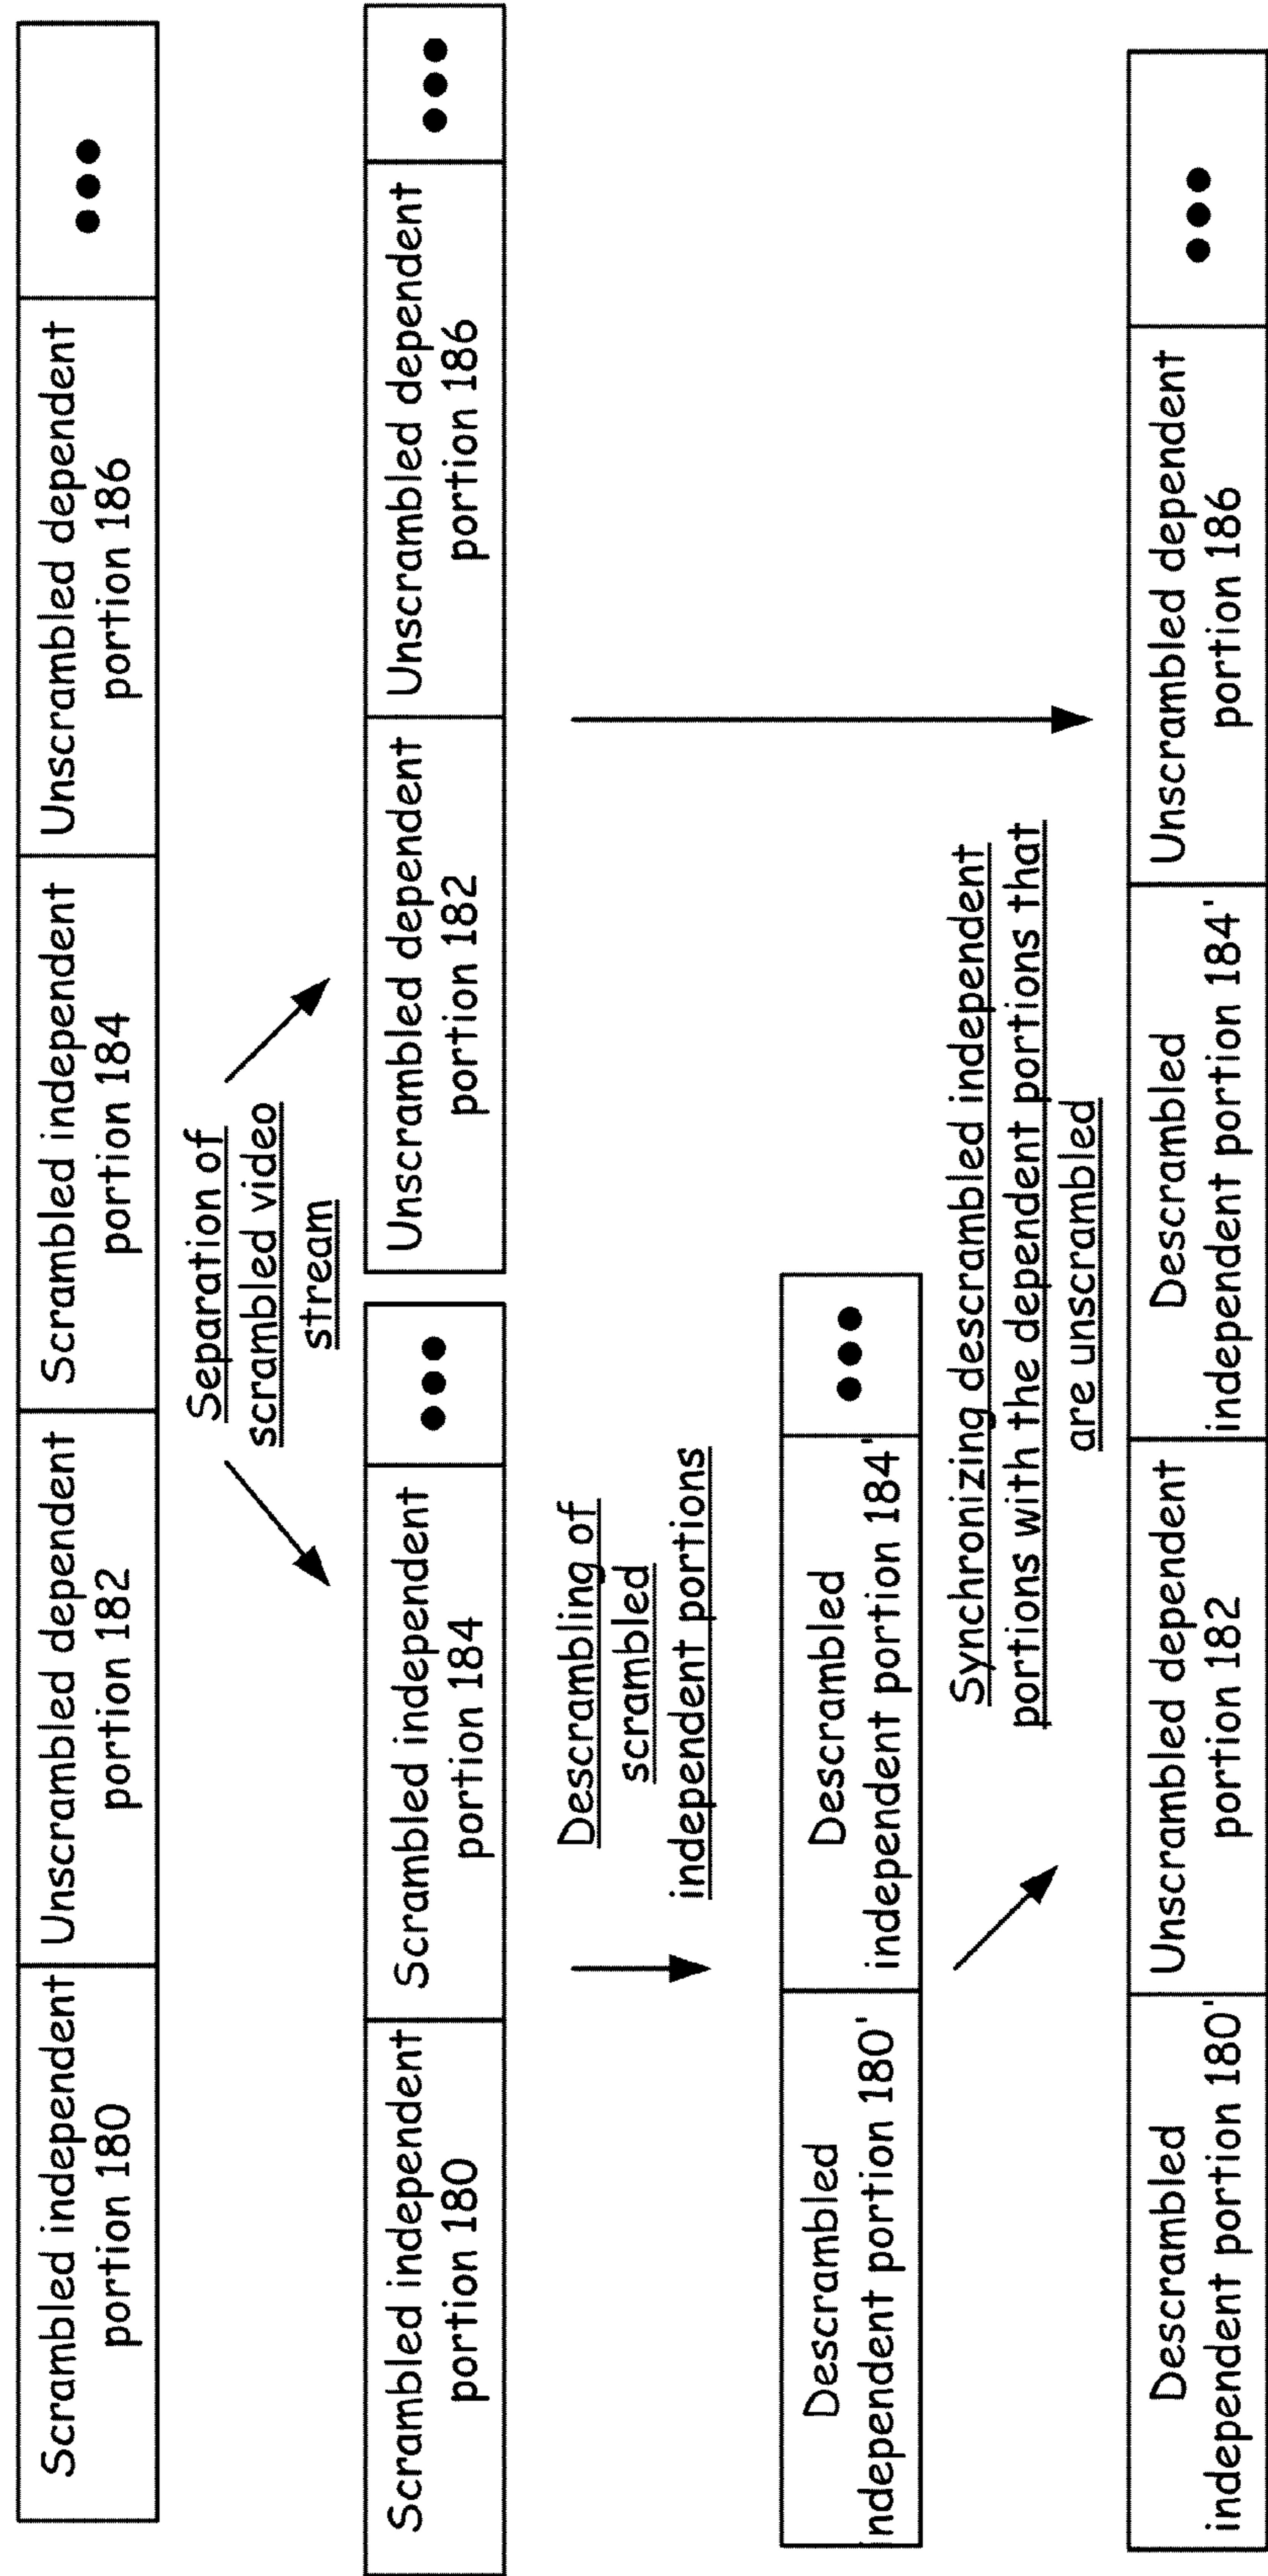 Scrambled independent
portion 180
Unscrambled dependent
portion 182
Scrambled independent
portion 184
Unscrambled dependent
portion 186
Separation of
scrambled video
stream
Scrambled independent
portion 180
Scrambled independent
portion 184
Unscrambled dependent
portion 182
Unscrambled dependent
portion 186
Descrambling of
scrambled
independent portions
Descrambled
independent portion 180'
Descrambled
independent portion 184'
Synchronizing descrambled independent
portions with the dependent portions that
are unscrambled
Descrambled
independent portion 180'
Unscrambled dependent
portion 182
Descrambled
independent portion 184'
Unscrambled dependent
portion 186